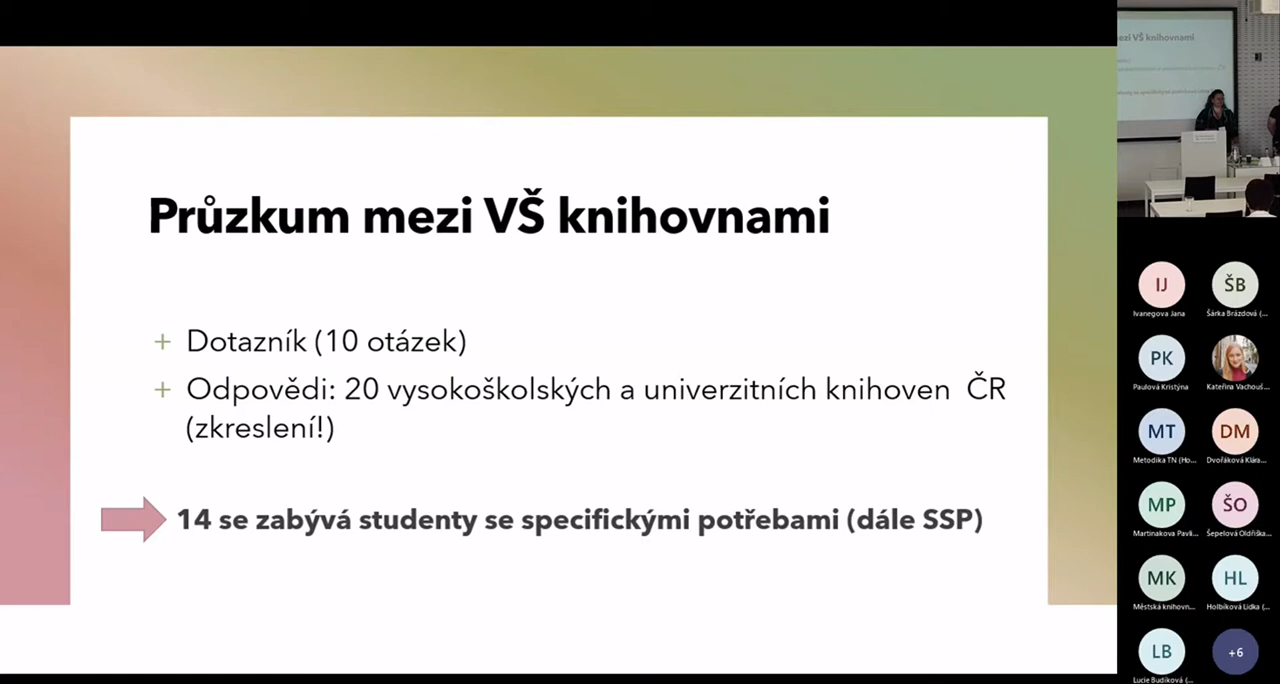 Průzkum mezi VŠ knihovnami
+ Dotazník (10 otázek)
+ Odpovědi: 20 vysokoškolských a univerzitních knihoven ČR
(zkreslení!)
14 se zabývá studenty se specifickými potřebami (dále SSP)
ezi VŠ knihovnami
IJ
Ivanegova Jana
ŠB
Šárka Brázdová (...
PK
Paulová Kristýna
Kateřina Vachouš...
MT
Metodika TN (Ho...
DM
Dvořáková Klára...
MP
Martinakova Pavli...
ŠO
Šepelová Oldřiška...
MK
Městská knihovn...
HL
Holbíková Lidka (...
LB
Lucie Budíková (...
+6